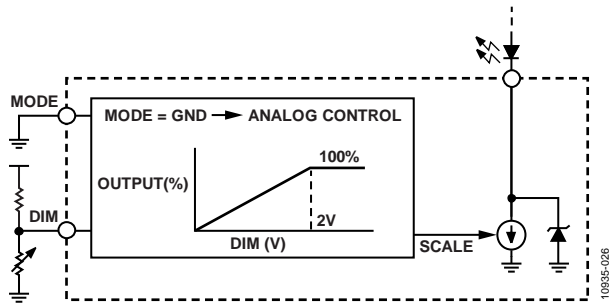 MODE
MODE = GND ANALOG CONTROL
100%
OUTPUT(%)
DIM
2V
DIM (V)
SCALE
10935-026